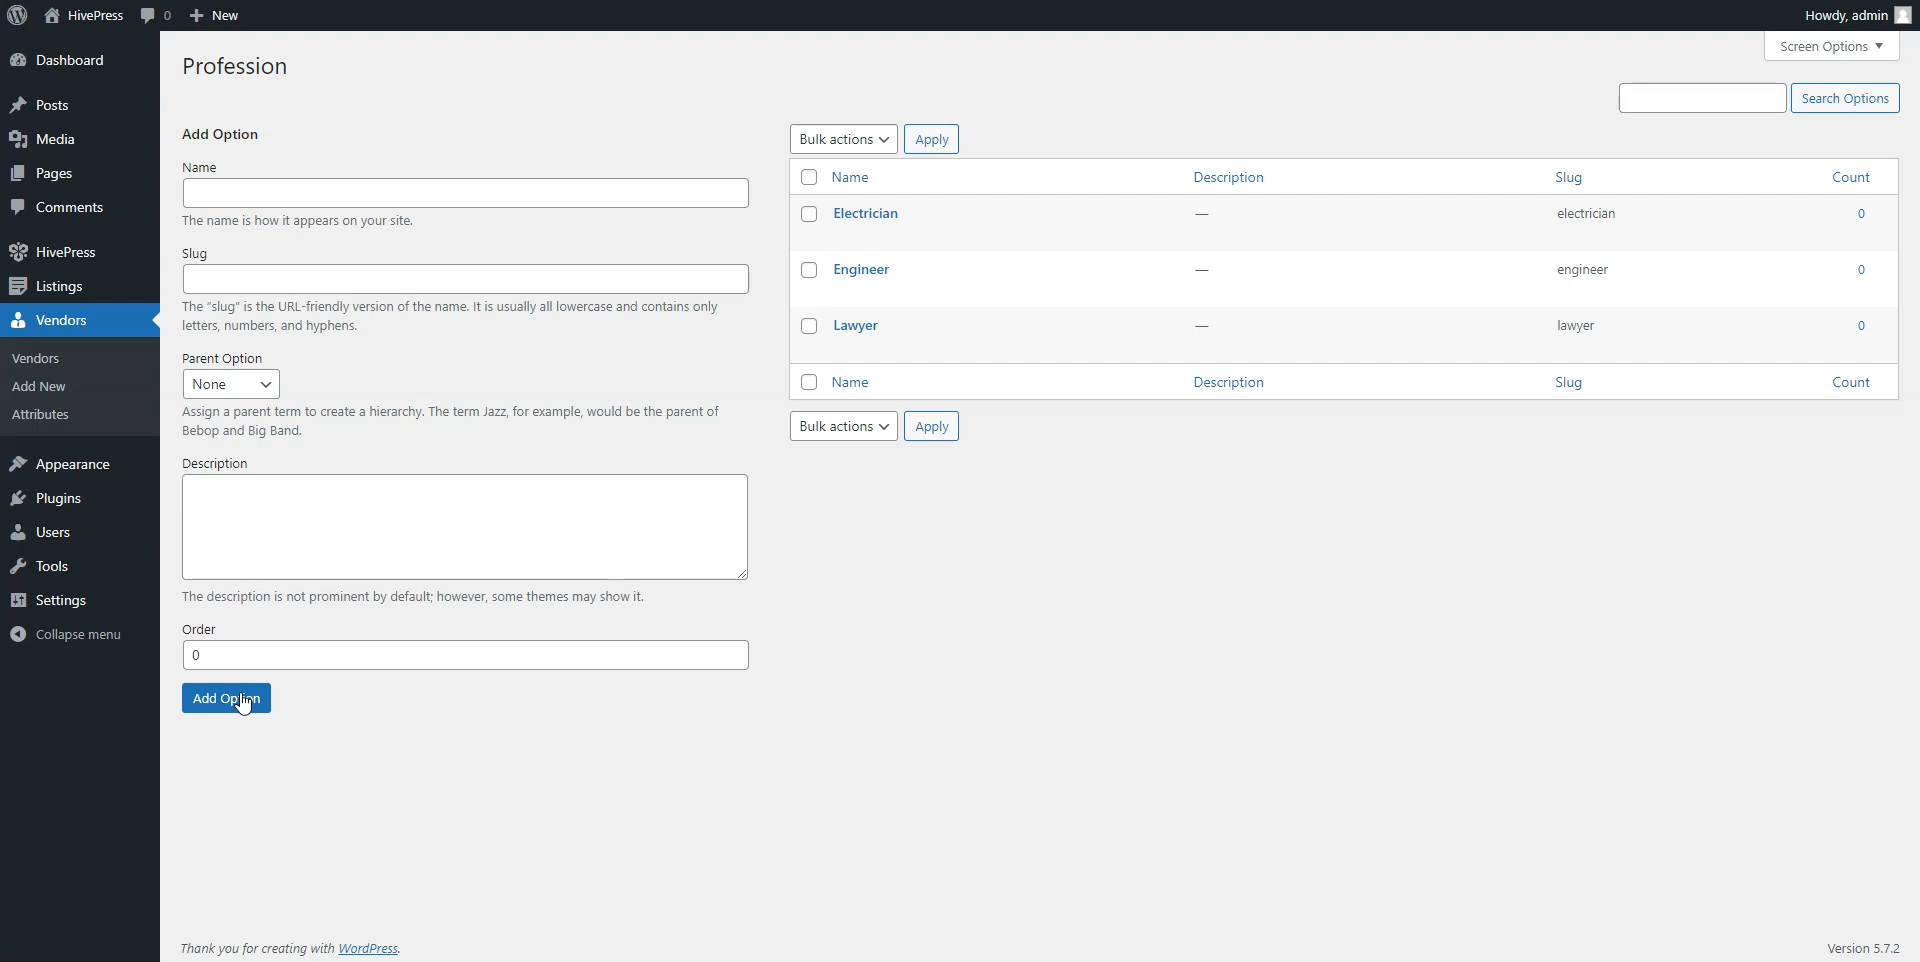 HivePress 0 New Howdy, admin
Screen Options
Dashboard
Posts
Media
Pages
Comments
HivePress
Listings
Vendors
Vendors
Add New
Attributes
Appearance
Plugins
Users
Tools
Settings
Collapse menu
Profession
Search Options
Add Option
Name
The name is how it appears on your site.
Slug
The “slug” is the URL-friendly version of the name. It is usually all lowercase and contains only
letters, numbers, and hyphens.
Parent Option
None
Assign a parent term to create a hierarchy. The term Jazz, for example, would be the parent of
Bebop and Big Band.
Description
The description is not prominent by default; however, some themes may show it.
Order
0
Add Option
Bulk actions Apply
Name Description Slug Count
Electrician — electrician 0
Engineer — engineer 0
Lawyer — lawyer 0
Name Description Slug Count
Bulk actions Apply
Thank you for creating with WordPress.
Version 5.7.2